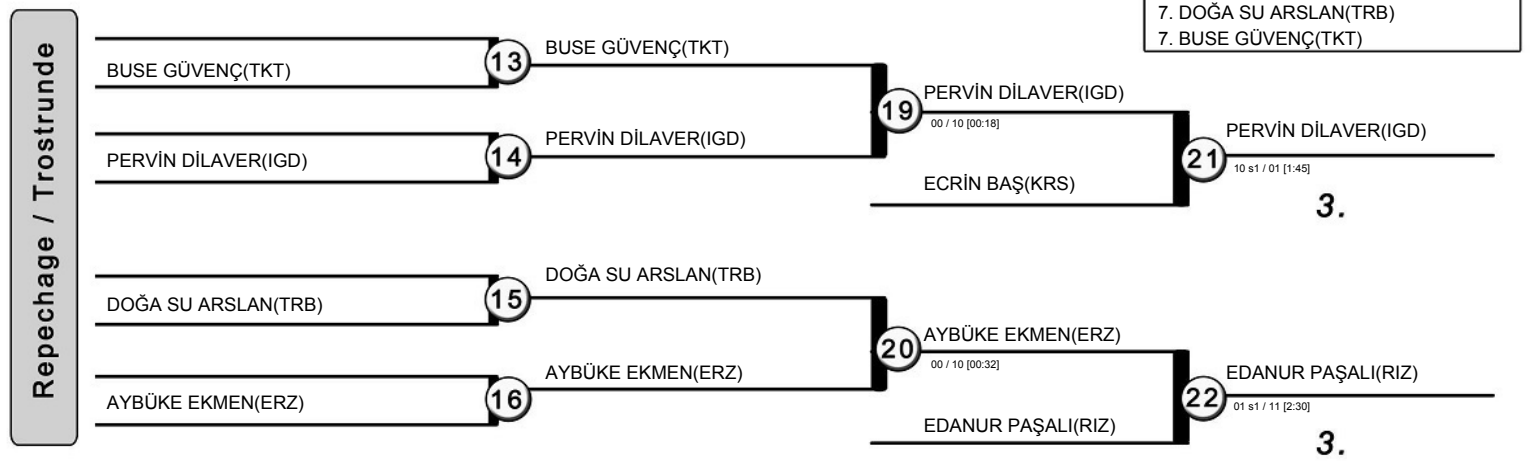 Repechage / Trostrunde
7. DOĞA SU ARSLAN(TRB)
7. BUSE GÜVENÇ(TKT)
BUSE GÜVENÇ(TKT)
13
BUSE GÜVENÇ(TKT)
PERVİN DİLAVER(IGD)
14
PERVİN DİLAVER(IGD)
19
PERVİN DİLAVER(IGD)
00 / 10 [00:18]
ECRİN BAŞ(KRS)
21
PERVİN DİLAVER(IGD)
10 s1 / 01 [1:45]
3.
DOĞA SU ARSLAN(TRB)
15
DOĞA SU ARSLAN(TRB)
AYBÜKE EKMEN(ERZ)
16
AYBÜKE EKMEN(ERZ)
20
AYBÜKE EKMEN(ERZ)
00 / 10 [00:32]
EDANUR PAŞALI(RIZ)
22
EDANUR PAŞALI(RIZ)
01 s1 / 11 [2:30]
3.